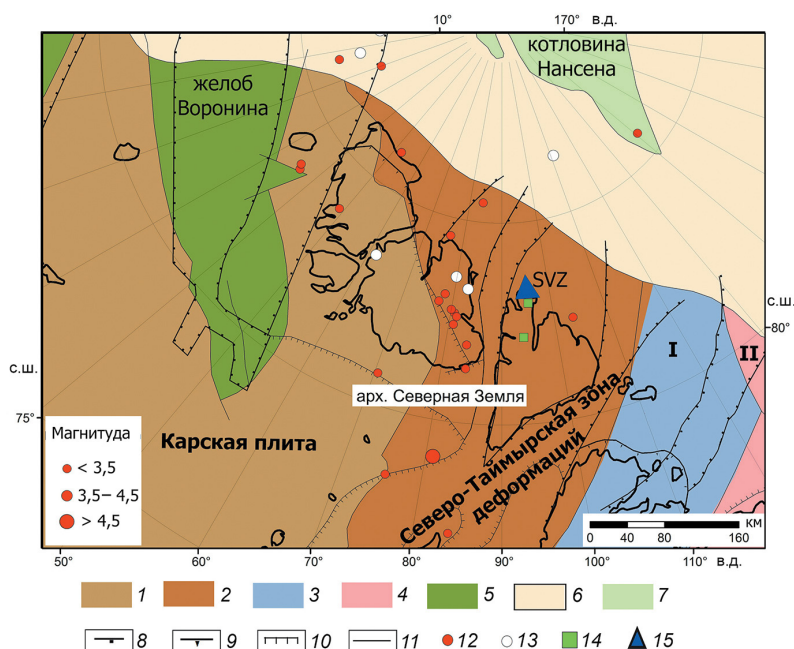 10° 170° в.д.
котловина
Нансена
желоб
Воронина
SVZ
с.ш.
80°
I
II
с.ш.
75°
арх. Северная Земля
Карская плита
Северо-Таймырская зона
деформаций
Магнитуда
< 3,5
3,5– 4,5
> 4,5
0 40 80 160 КМ
50° 60° 70° 80° 90° 100° 110° в.д.
1 2 3 4 5 6 7
8 9 10 11 12 13 14 15